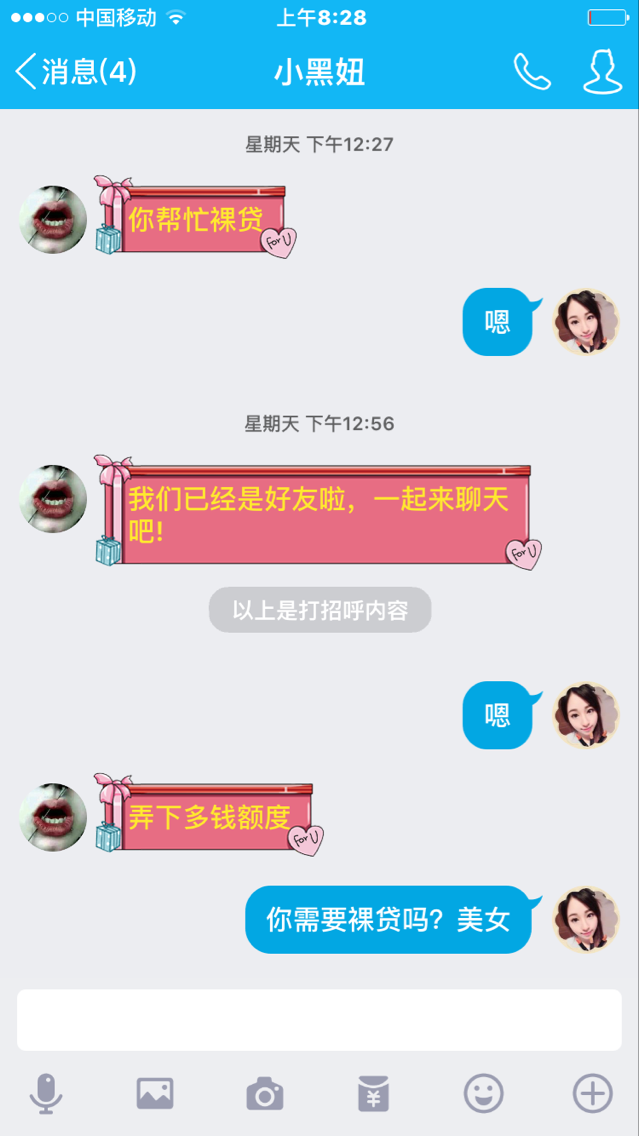 中国移动
上午8:28
消息(4)
小黑妞
星期天 下午12:27
你帮忙裸贷
for U
嗯
星期天 下午12:56
我们已经是好友啦，一起来聊天
吧!
for U
以上是打招呼内容
嗯
弄下多钱额度
for U
你需要裸贷吗？美女
¥